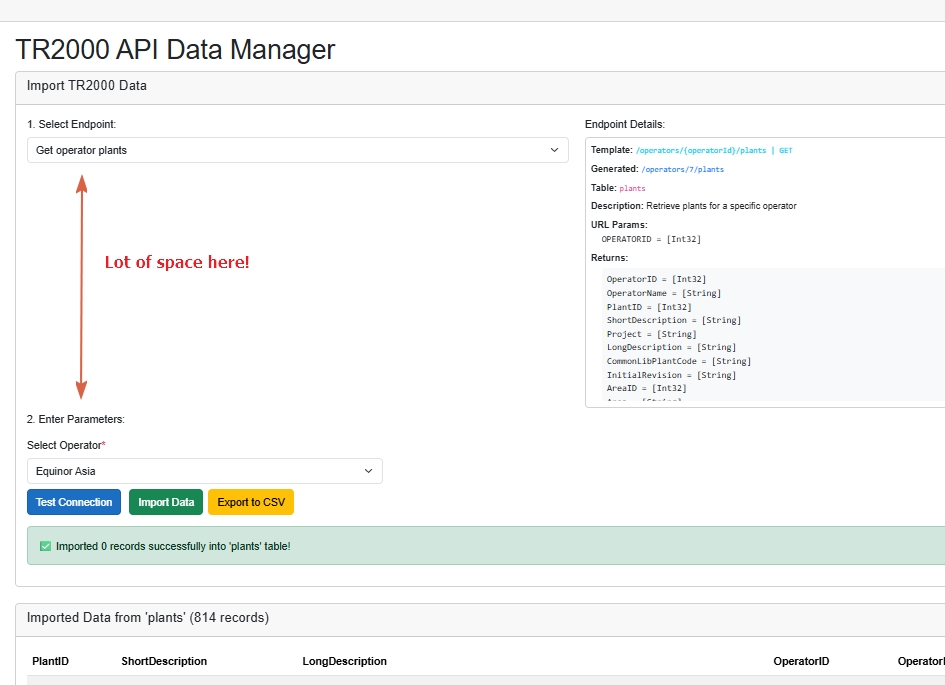 TR2000 API Data Manager
Import TR2000 Data
1. Select Endpoint:
Get operator plants
Lot of space here!
2. Enter Parameters:
Select Operator*
Equinor Asia
Test Connection Import Data Export to CSV
Endpoint Details:
Template: /operators/{operatorId}/plants | GET
Generated: /operators/7/plants
Table: plants
Description: Retrieve plants for a specific operator
URL Params:
OPERATORID = [Int32]
Returns:
OperatorID = [Int32]
OperatorName = [String]
PlantID = [Int32]
ShortDescription = [String]
Project = [String]
LongDescription = [String]
CommonLibPlantCode = [String]
InitialRevision = [String]
AreaID = [Int32]
✅ Imported 0 records successfully into 'plants' table!
Imported Data from 'plants' (814 records)
PlantID ShortDescription LongDescription OperatorID